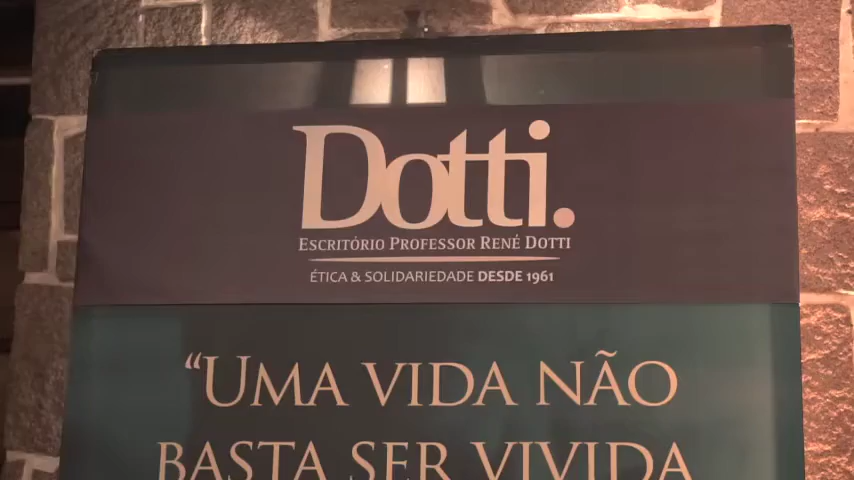 Dotti.
ESCRITÓRIO PROFESSOR RENÉ DOTTI
ÉTICA & SOLIDARIEDADE DESDE 1961
“UMA VIDA NÃO
BASTA SER VIVIDA